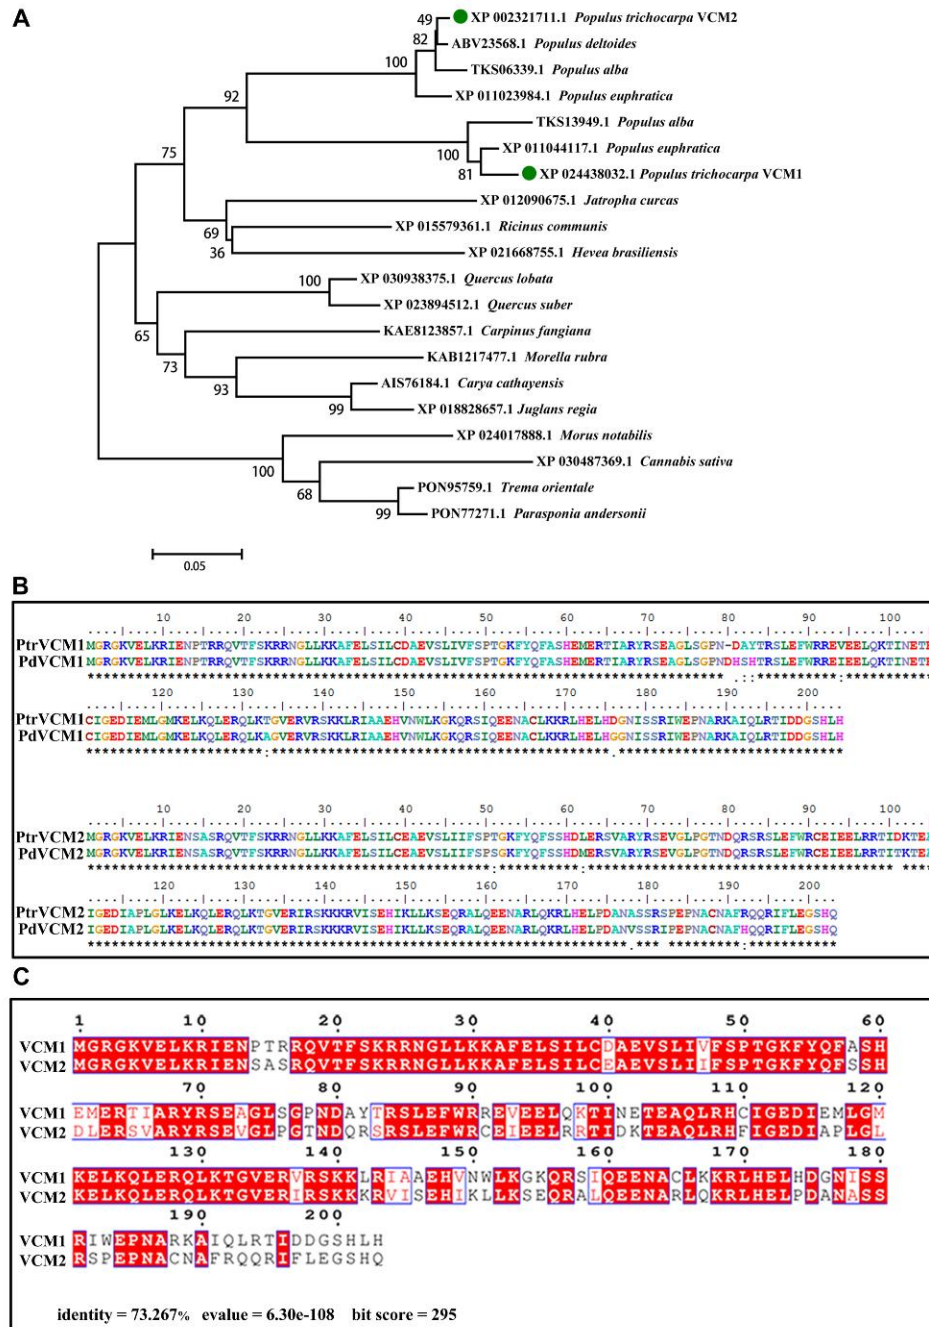 A
49
XP 002321711.1 Populus trichocarpa VCM2
82
ABV23568.1 Populus deltoides
100
TKS06339.1 Populus alba
92
XP 011023984.1 Populus euphratica
TKS13949.1 Populus alba
75
100
XP 011044117.1 Populus euphratica
81
XP 024438032.1 Populus trichocarpa VCM1
XP 012090675.1 Jatropha curcas
69
XP 015579361.1 Ricinus communis
36
XP 021668755.1 Hevea brasiliensis
100
XP 030938375.1 Quercus lobata
XP 023894512.1 Quercus suber
65
KAE8123857.1 Carpinus fangiana
73
KAB1217477.1 Morella rubra
93
AIS76184.1 Carya cathayensis
99
XP 018828657.1 Juglans regia
XP 024017888.1 Morus notabilis
100
XP 030487369.1 Cannabis sativa
68
PON95759.1 Trema orientale
99
PON77271.1 Parasponia andersonii
0.05
B
10 20 30 40 50 60 70 80 90 100
PtrVCM1 MGRGKVELKRIENPTRRQVTFSKRRNGLLKKAFELSILCDAEVSLIVFSPTGKFYQFASHEMERTIARYRSEAGLSGPN-DAYTRSLEFWRREVEELQKTINETE
PdVCM1 MGRGKVELKRIENPTRRQVTFSKRRNGLLKKAFELSILCDAEVSLIVFSPTGKFYQFASHEMERTIARYRSEAGLSGPNDHSHTRSLEFWRREIEELQKTINETE
120 130 140 150 160 170 180 190 200
PtrVCM1 CIGEDIEMLGMKELKQLERQLKTGVERVRSKKLRIAAEHVNWLKGKQRSIQEENACLKKRLHELHDGNISSRIWEPNARKAIQLRTIDDGSHLH
PdVCM1 CIGEDIEMLGMKELKQLERQLKAGVERVRSKKLRIAAEHVNWLKGKQRSIQEENACLKKRLHELHGGNISSRIWEPNARKAIQLRTIDDGSHLH
10 20 30 40 50 60 70 80 90 100
PtrVCM2 MGRGKVELKRIENSASRQVTFSKRRNGLLKKAFELSILCEAEVSLIIFSPTGKFYQFSSHDLERSVARYRSEVGLPGTNDQRSRSLEFWRCEIEELRRTIDKTEA
PdVCM2 MGRGKVELKRIENSASRQVTFSKRRNGLLKKAFELSILCEAEVSLIIFSPSGKFYQFSSHDMERSVARYRSEVGLPGTNDQRSRSLEFWRCEIEELRRTITKTEA
120 130 140 150 160 170 180 190 200
PtrVCM2 IGEDIAPLGLKELKQLERQLKTGVERIRSKKKRVISEHIKLLKSEQRALQEENARLQKRLHELPDANASSRSPEPNACNAFRQQRIFLEGSHQ
PdVCM2 IGEDIAPLGLKELKQLERQLKTGVERIRSKKKRVISEHIKLLKSEQRALQEENARLQKRLHELPDANVSSRIPEPNACNAFHQQRIFLEGSHQ
C
1 10 20 30 40 50 60
VCM1 MGRGKVELKRIENPTRRQVTFSKRRNGLLKKAFELSILCDAEVSLIVFSPTGKFYQFASH
VCM2 MGRGKVELKRIENSASRQVTFSKRRNGLLKKAFELSILCEAEVSLIIFSPTGKFYQFSSH
70 80 90 100 110 120
VCM1 EMERTIARYRSEAGLSGPNDAYTRSLEFWRREVEELQKTINETEAQLRHCIGEDIEMLGM
VCM2 DLERSVARYRSEVGLPGTNDQRSRSLEFWRCEIEELRRTIDKTEAQLRHFIGEDIAPLGL
130 140 150 160 170 180
VCM1 KELKQLERQLKTGVERVRSKKLRIAAEHVNWLKGKQRSIQEENACLKKRLHELHDGNISS
VCM2 KELKQLERQLKTGVERIRSKKKRVISEHIKLLKSEQRALQEENARLQKRLHELPDANASS
190 200
VCM1 RIWEPNARKAIQLRTIDDGSHLH
VCM2 RSPEPNACNAFRQQRIFLEGSHQ
identity = 73.267% evalue = 6.30e-108 bit score = 295